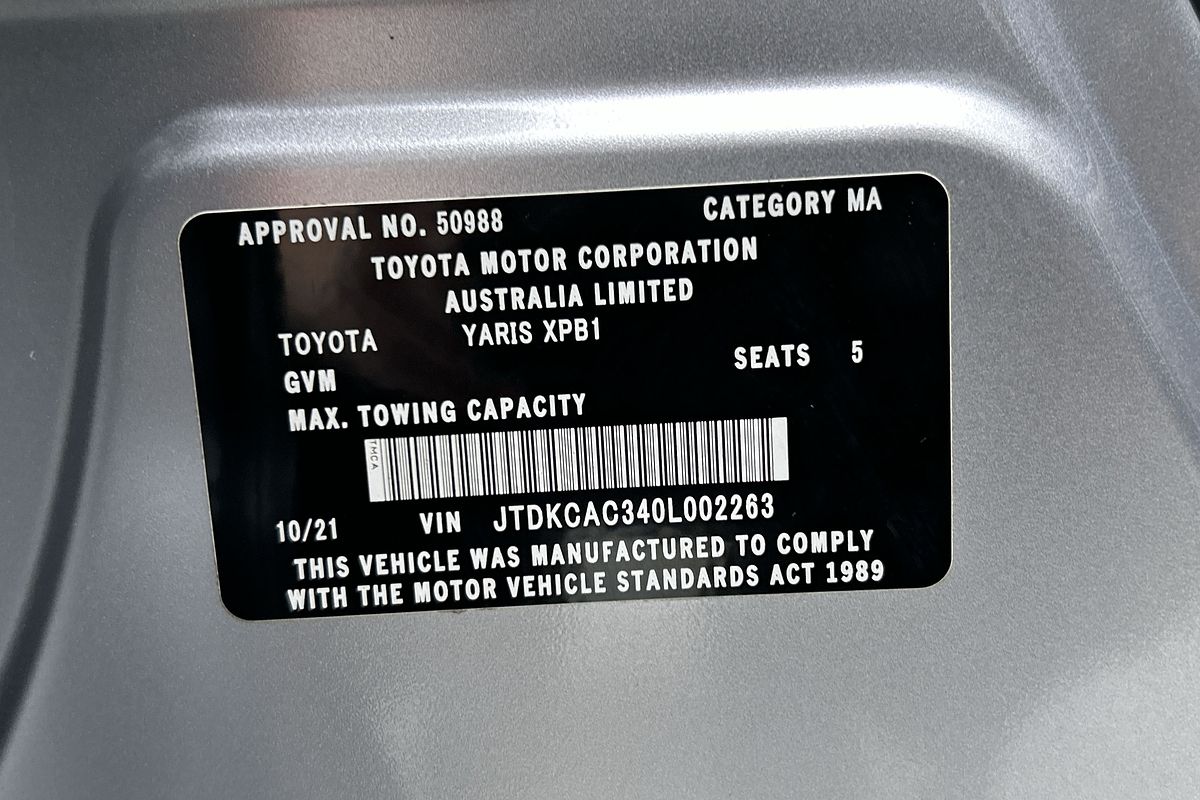 APPROVAL NO. 50988 CATEGORY MA
TOYOTA MOTOR CORPORATION
AUSTRALIA LIMITED
TOYOTA YARIS XPB1
GVM SEATS 5
MAX. TOWING CAPACITY
TMCA
10/21 VIN JTDKCAC340L002263
THIS VEHICLE WAS MANUFACTURED TO COMPLY
WITH THE MOTOR VEHICLE STANDARDS ACT 1989